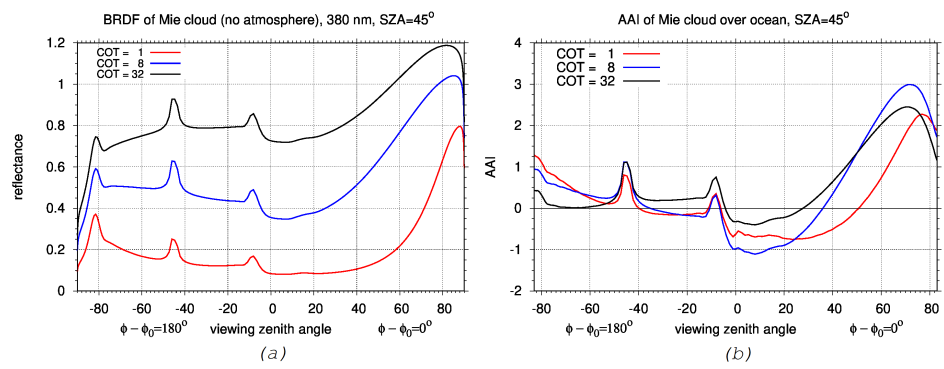 BRDF of Mie cloud (no atmosphere), 380 nm, SZA=45°
COT = 1
COT = 8
COT = 32
reflectance
1.2
1
0.8
0.6
0.4
0.2
0
-80 -60 -40 -20 0 20 40 60 80
ϕ − ϕ₀=180° viewing zenith angle ϕ − ϕ₀=0°
(a)
AAI of Mie cloud over ocean, SZA=45°
COT = 1
COT = 8
COT = 32
AAI
4
3
2
1
0
-1
-2
-80 -60 -40 -20 0 20 40 60 80
ϕ − ϕ₀=180° viewing zenith angle ϕ − ϕ₀=0°
(b)